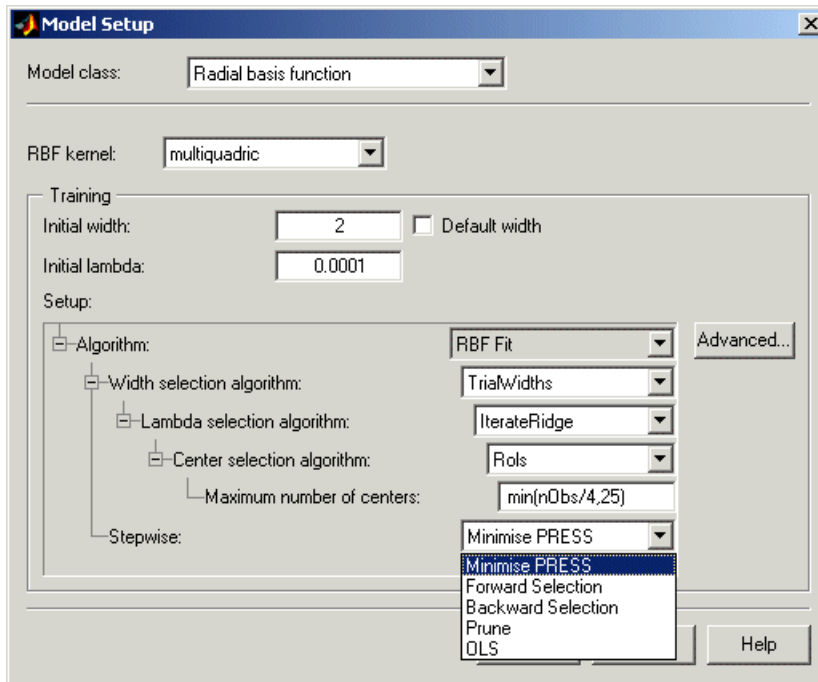 Model Setup
Model class: Radial basis function
RBF kernel: multiquadric
Training
Initial width: 2 Default width
Initial lambda: 0.0001
Setup:
Algorithm: RBF Fit Advanced...
Width selection algorithm: TrialWidths
Lambda selection algorithm: IterateRidge
Center selection algorithm: Rols
Maximum number of centers: min(nObs/4,25)
Stepwise: Minimise PRESS
Minimise PRESS
Forward Selection
Backward Selection
Prune
OLS
Help